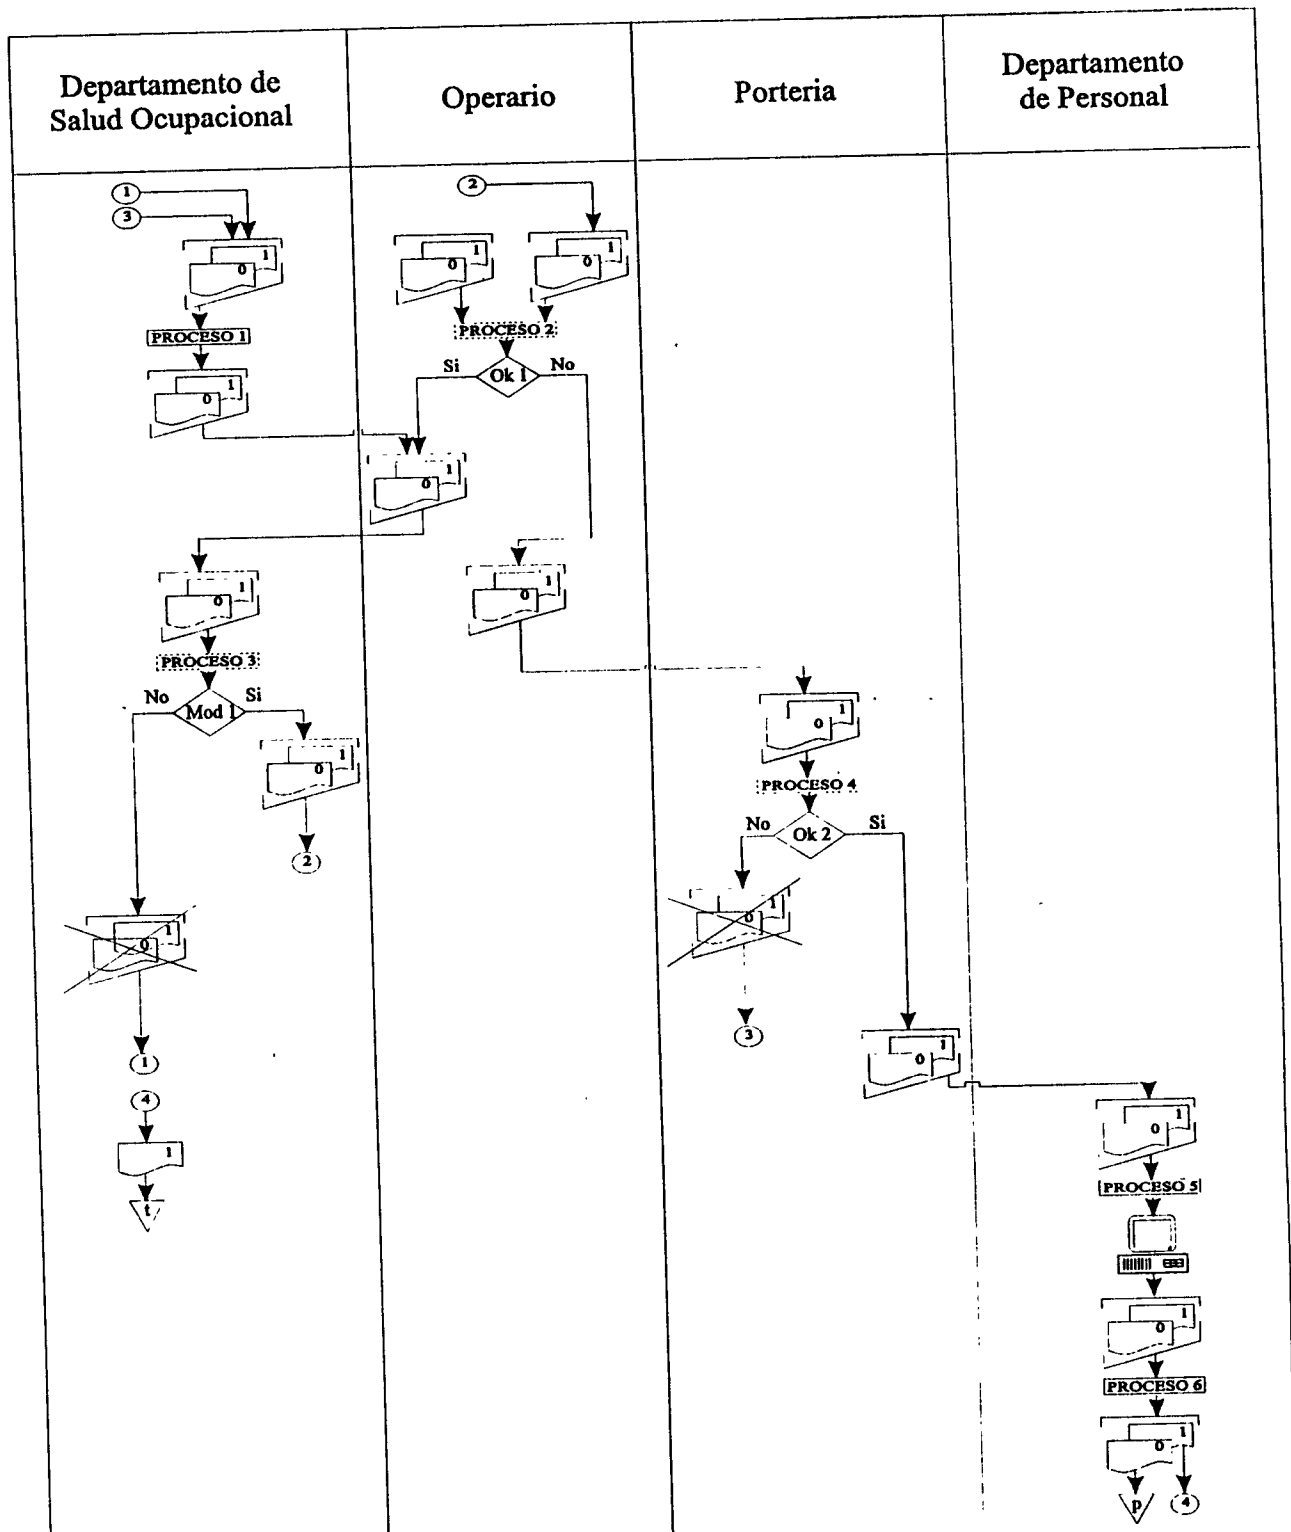 Departamento de
Salud Ocupacional
Operario
Porteria
Departamento
de Personal
1
3
2
1
0
1
0
1
0
PROCESO 1
PROCESO 2
Si
Ok 1
No
1
0
1
0
1
0
1
0
PROCESO 3
No
Mod 1
Si
1
0
1
0
PROCESO 4
2
No
Ok 2
Si
1
0
1
0
3
1
0
1
4
1
t
1
0
PROCESO 5
1
0
PROCESO 6
1
0
p
4